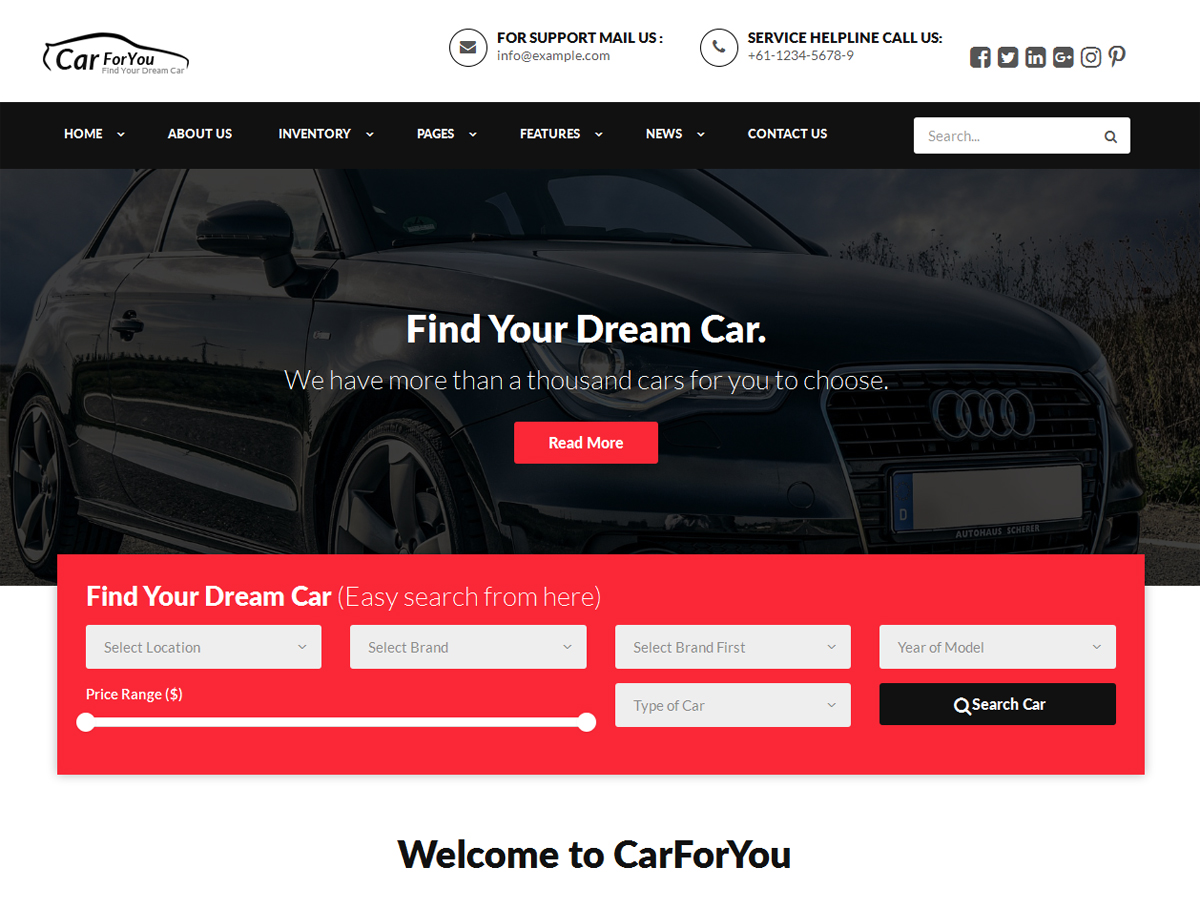 Car ForYou
Find Your Dream Car
FOR SUPPORT MAIL US :
info@example.com
SERVICE HELPLINE CALL US:
+61-1234-5678-9
HOME
ABOUT US
INVENTORY
PAGES
FEATURES
NEWS
CONTACT US
Search...
Find Your Dream Car.
We have more than a thousand cars for you to choose.
Read More
D
AUTOHAUS SCHERER
Find Your Dream Car (Easy search from here)
Select Location
Select Brand
Select Brand First
Year of Model
Price Range ($)
Type of Car
Search Car
Welcome to CarForYou